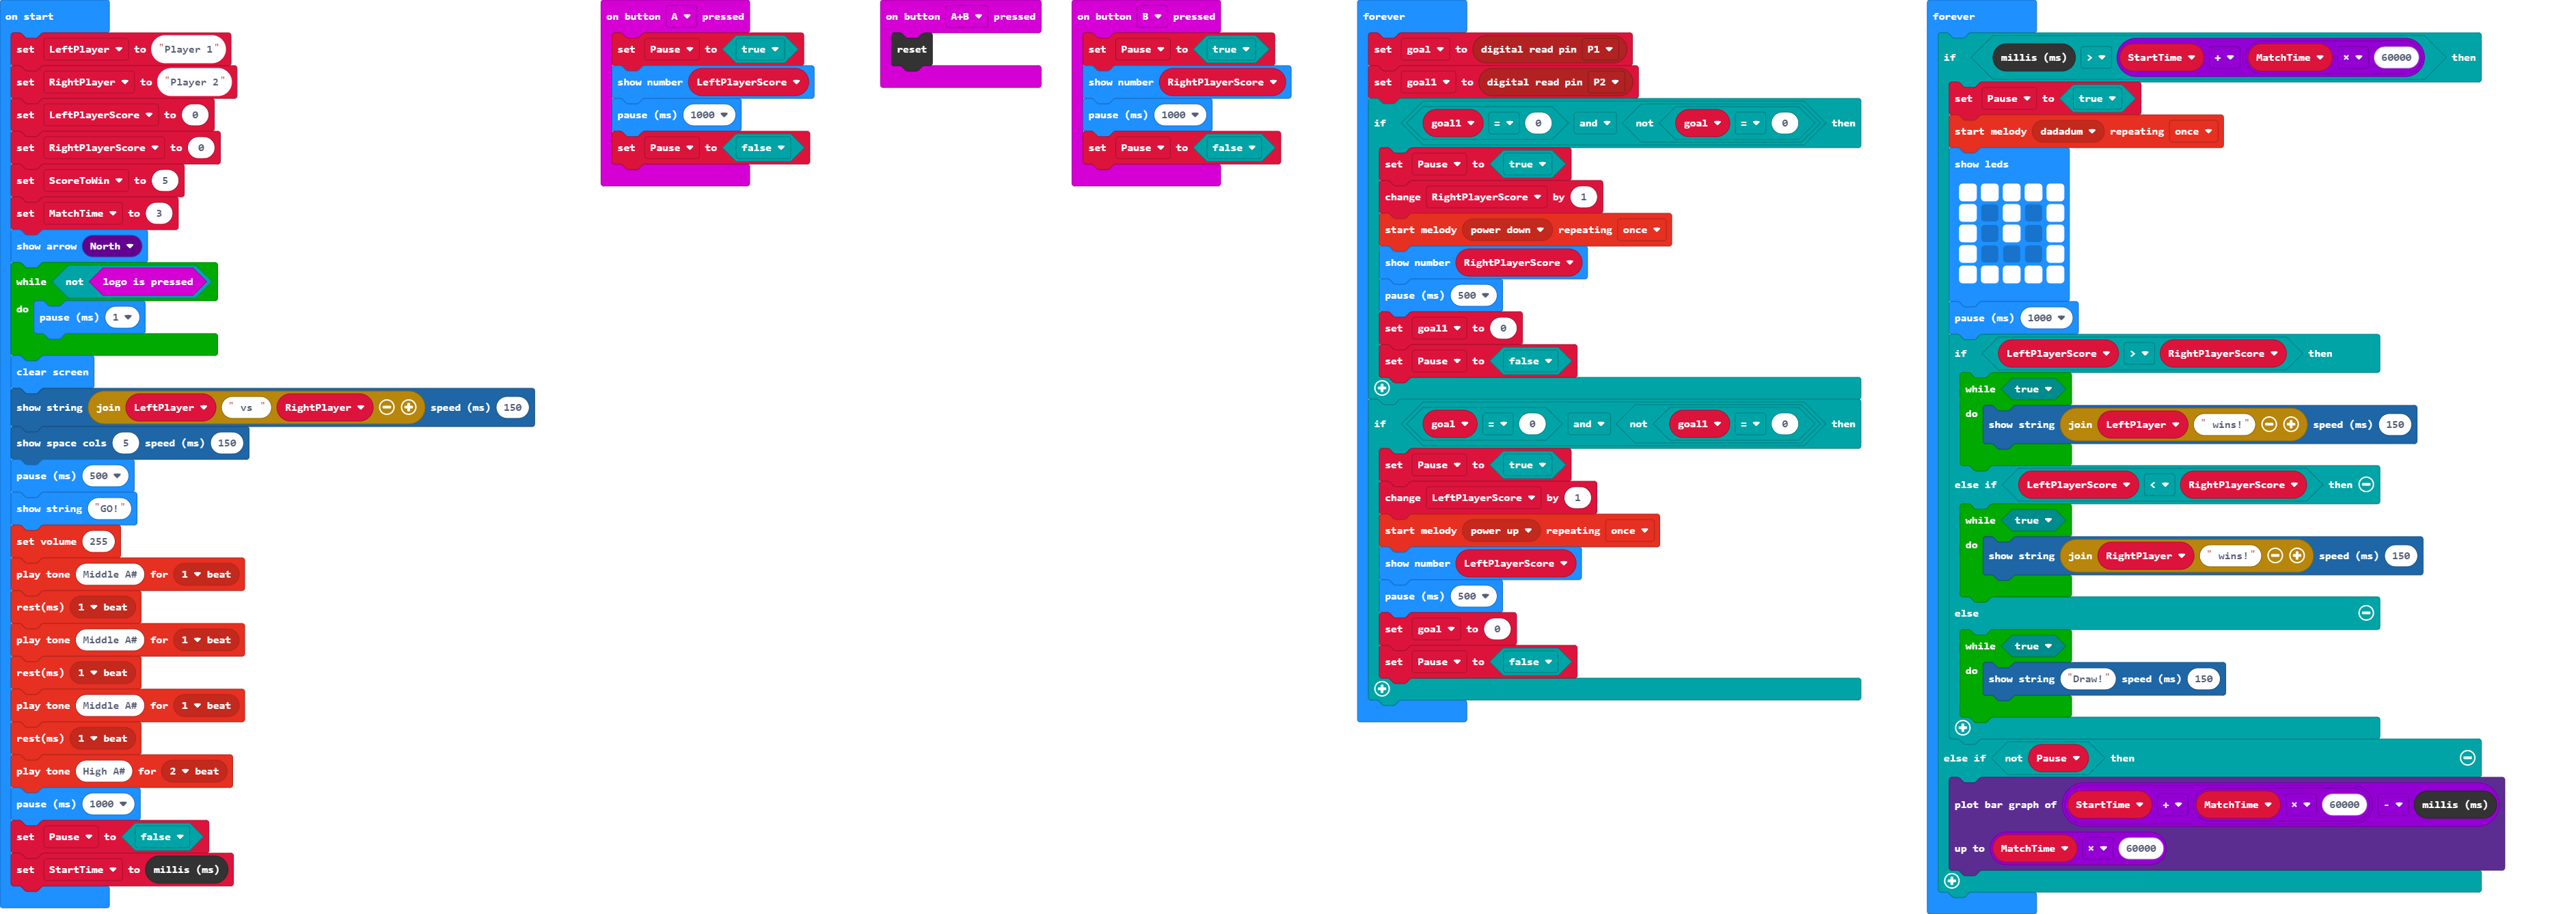 on start
set LeftPlayer to "Player 1"
set RightPlayer to "Player 2"
set LeftPlayerScore to 0
set RightPlayerScore to 0
set ScoreToWin to 5
set MatchTime to 3
show arrow North
while not logo is pressed
do
pause (ms) 1
clear screen
show string join LeftPlayer " vs " RightPlayer speed (ms) 150
show space cols 5 speed (ms) 150
pause (ms) 500
show string "GO!"
set volume 255
play tone Middle A# for 1 beat
rest(ms) 1 beat
play tone Middle A# for 1 beat
rest(ms) 1 beat
play tone Middle A# for 1 beat
rest(ms) 1 beat
play tone High A# for 2 beat
pause (ms) 1000
set Pause to false
set StartTime to millis (ms)
on button A pressed
set Pause to true
show number LeftPlayerScore
pause (ms) 1000
set Pause to false
on button A+B pressed
reset
on button B pressed
set Pause to true
show number RightPlayerScore
pause (ms) 1000
set Pause to false
forever
set goal to digital read pin P1
set goal1 to digital read pin P2
if goal1 = 0 and not goal = 0 then
set Pause to true
change RightPlayerScore by 1
start melody power down repeating once
show number RightPlayerScore
pause (ms) 500
set goal1 to 0
set Pause to false
if goal = 0 and not goal1 = 0 then
set Pause to true
change LeftPlayerScore by 1
start melody power up repeating once
show number LeftPlayerScore
pause (ms) 500
set goal to 0
set Pause to false
forever
if millis (ms) > StartTime + MatchTime × 60000 then
set Pause to true
start melody dadadum repeating once
show leds
pause (ms) 1000
if LeftPlayerScore > RightPlayerScore then
while true
do
show string join LeftPlayer " wins!" speed (ms) 150
else if LeftPlayerScore < RightPlayerScore then
while true
do
show string join RightPlayer " wins!" speed (ms) 150
else
while true
do
show string "Draw!" speed (ms) 150
else if not Pause then
plot bar graph of StartTime + MatchTime × 60000 - millis (ms)
up to MatchTime × 60000